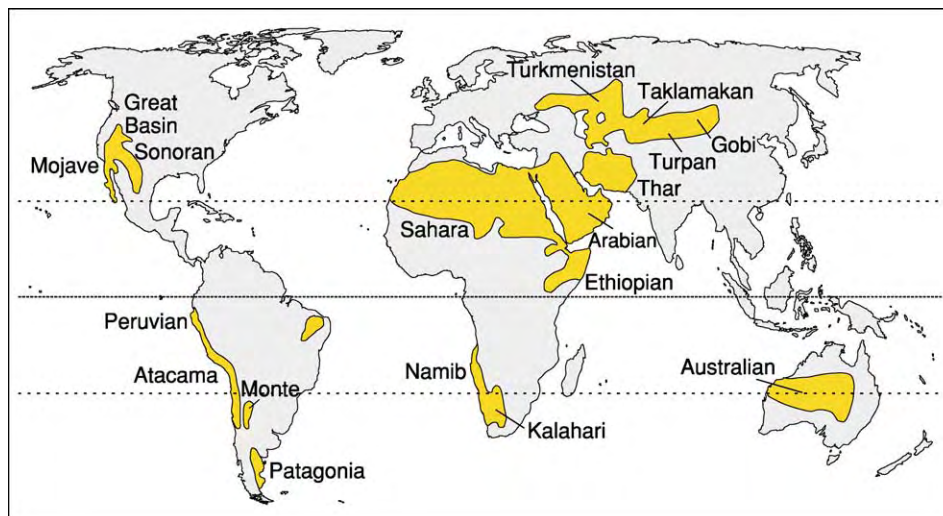 Great
Basin
Mojave
Sonoran
Turkmenistan
Taklamakan
Gobi
Turpan
Thar
Sahara
Arabian
Ethiopian
Peruvian
Atacama
Monte
Patagonia
Namib
Kalahari
Australian